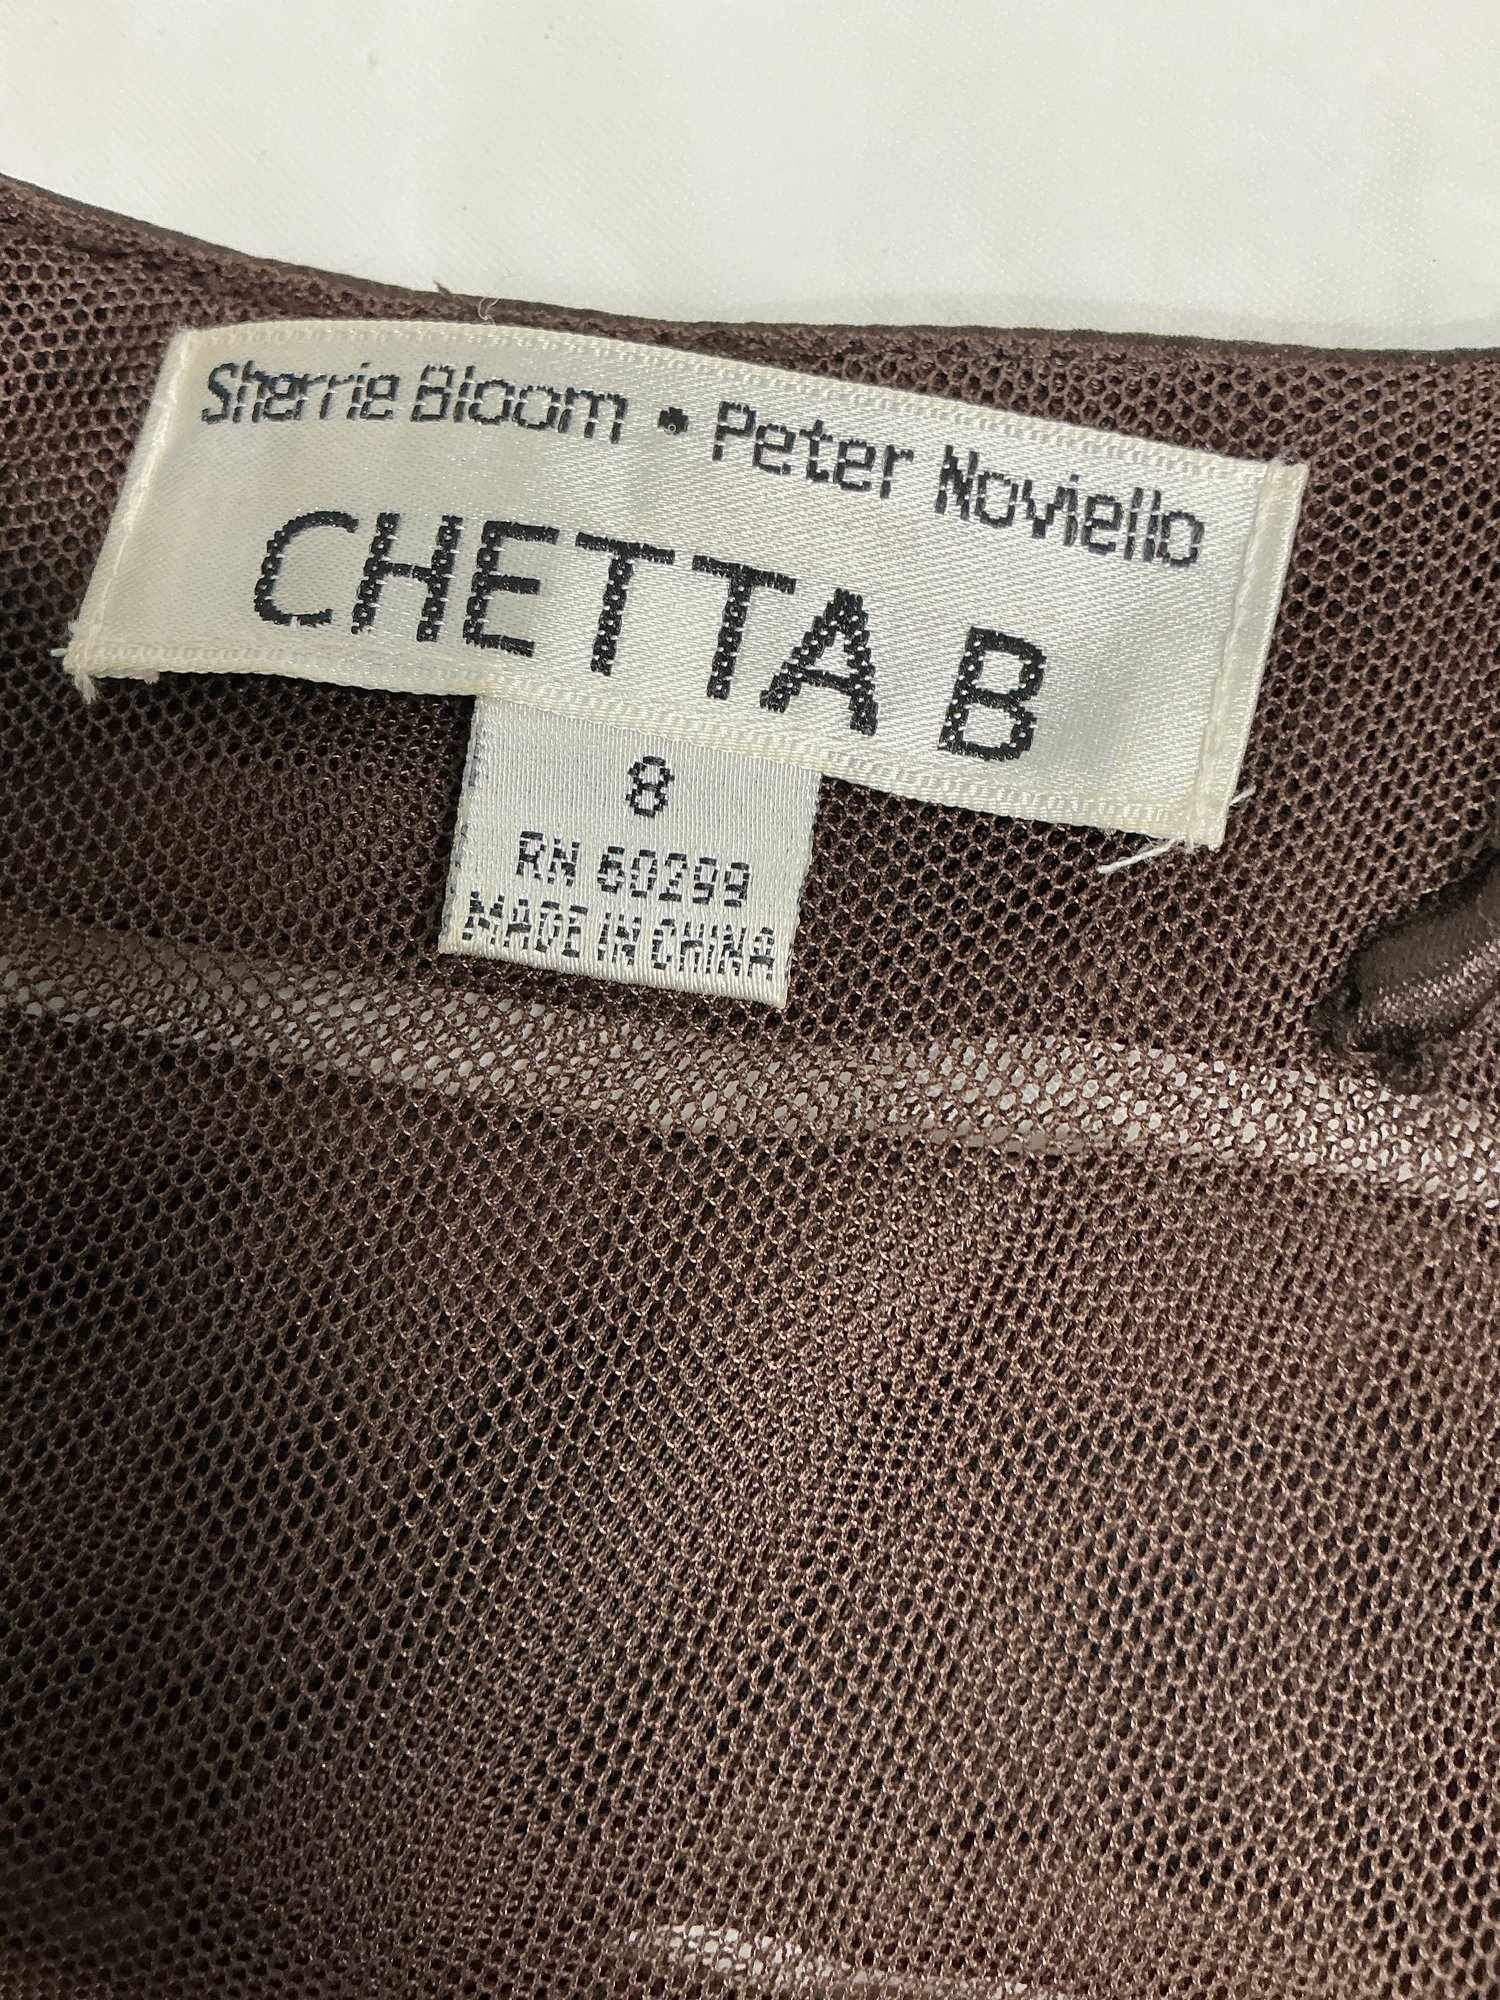 Sherrie Bloom • Peter Noviello
CHETTA B
8
RN 60299
MADE IN CHINA